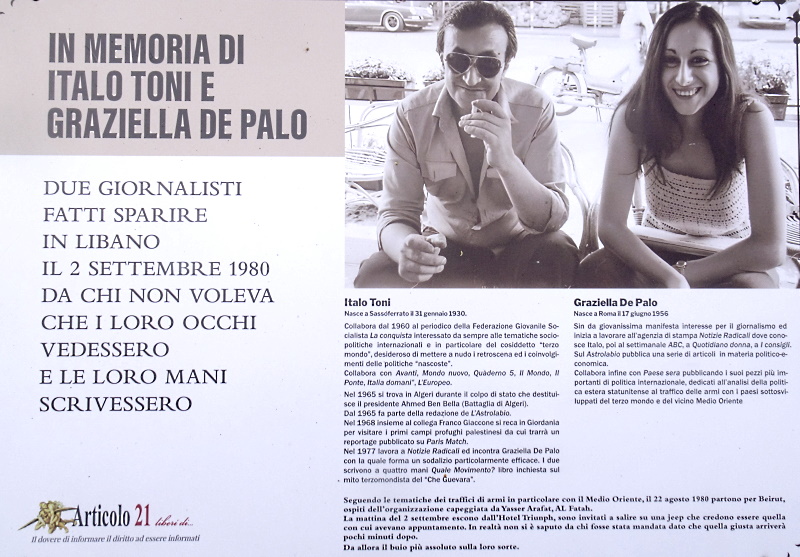 IN MEMORIA DI
ITALO TONI E
GRAZIELLA DE PALO
DUE GIORNALISTI
FATTI SPARIRE
IN LIBANO
IL 2 SETTEMBRE 1980
DA CHI NON VOLEVA
CHE I LORO OCCHI
VEDESSERO
E LE LORO MANI
SCRIVESSERO
Articolo 21 liberi di...
Il dovere di informare il diritto ad essere informati
Italo Toni
Nasce a Sassoferrato il 31 gennaio 1930.
Collabora dal 1960 al periodico della Federazione Giovanile So-
cialista La conquista interessato da sempre alle tematiche socio-
politiche internazionali e in particolare del cosiddetto "terzo
mondo", desideroso di mettere a nudo i retroscena ed i coinvolgi-
menti delle politiche "nascoste".
Collabora con Avanti, Mondo nuovo, Quaderno 5, Il Mondo, Il
Ponte, Italia domani", L'Europeo.
Nel 1965 si trova in Algeri durante il colpo di stato che destitui-
sce il presidente Ahmed Ben Bella (Battaglia di Algeri).
Dal 1965 fa parte della redazione de L'Astrolabio.
Nel 1968 insieme al collega Franco Giaccone si reca in Giordania
per visitare i primi campi profughi palestinesi da cui trarrà un
reportage pubblicato su Paris Match.
Nel 1977 lavora a Notizie Radicali ed incontra Graziella De Palo
con la quale forma un sodalizio particolarmente efficace. I due
scrivono a quattro mani Quale Movimento? libro inchiesta sul
mito terzomondista del "Che Guevara".
Graziella De Palo
Nasce a Roma il 17 giugno 1956
Sin da giovanissima manifesta interesse per il giornalismo ed
inizia a lavorare all'agenzia di stampa Notizie Radicali dove cono-
sce Italo, poi al settimanale ABC, a Quotidiano donna, a I consigli.
Sul Astrolabio pubblica una serie di articoli in materia politico-e-
conomica.
Collabora infine con Paese sera pubblicando i suoi pezzi più im-
portanti di politica internazionale, dedicati all'analisi della politi-
ca estera statunitense al traffico delle armi con i paesi sottosvi-
luppati del terzo mondo e del vicino Medio Oriente
Seguendo le tematiche dei traffici di armi in particolare con il Medio Oriente, il 22 agosto 1980 partono per Beirut,
ospiti dell'organizzazione capeggiata da Yasser Arafat, AL Fatah.
La mattina del 2 settembre escono dall'Hotel Triumph, sono invitati a salire su una jeep che credono essere quella
con cui avevano appuntamento. In realtà non si è saputo da chi fosse stata mandata dato che quella giusta arriverà
pochi minuti dopo.
Da allora il buio più assoluto sulla loro sorte.